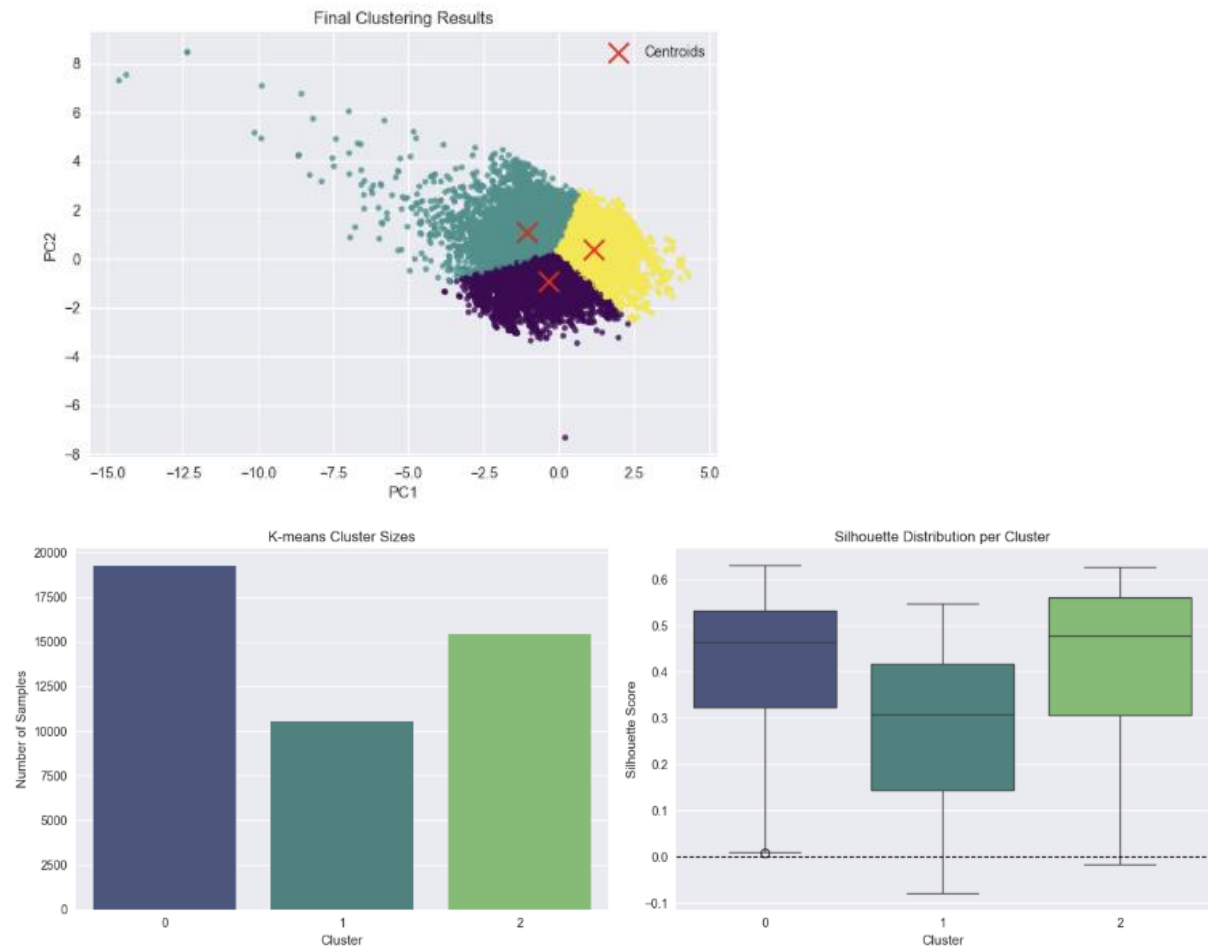 Final Clustering Results
Centroids
8
6
4
2
0
−2
−4
−6
−8
PC2
−15.0 −12.5 −10.0 −7.5 −5.0 −2.5 0.0 2.5 5.0
PC1
K-means Cluster Sizes
20000
17500
15000
12500
10000
7500
5000
2500
0
Number of Samples
0 1 2
Cluster
Silhouette Distribution per Cluster
0.6
0.5
0.4
0.3
0.2
0.1
0.0
−0.1
Silhouette Score
0 1 2
Cluster